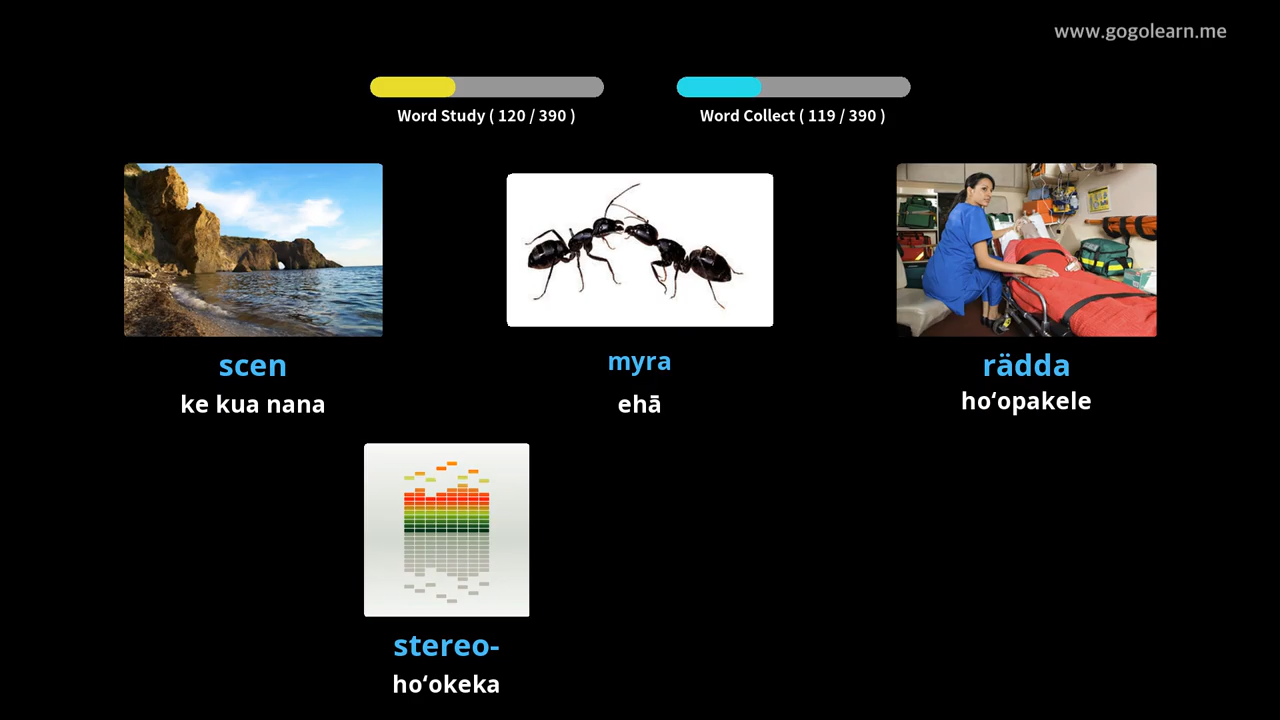 www.gogolearn.me
Word Study ( 120 / 390 )
Word Collect ( 119 / 390 )
scen
ke kua nana
myra
ehā
rädda
hoʻopakele
stereo-
hoʻokeka